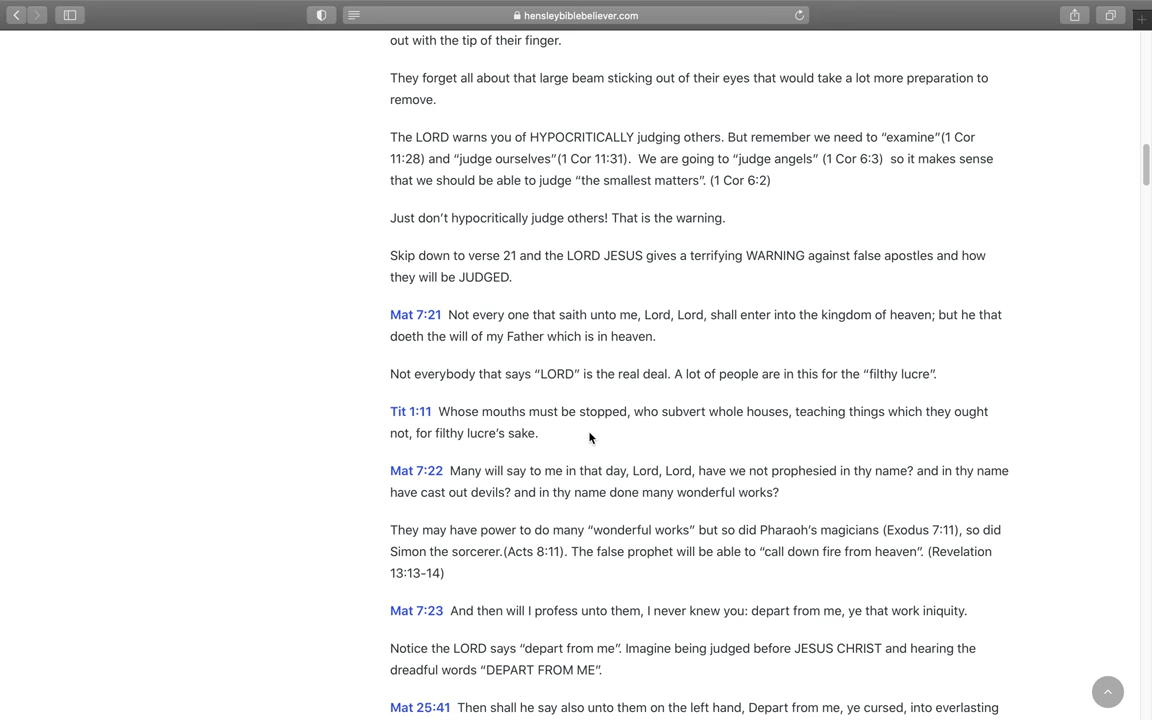 hensleybiblebeliever.com
out with the tip of their finger.
They forget all about that large beam sticking out of their eyes that would take a lot more preparation to
remove.
The LORD warns you of HYPOCRITICALLY judging others. But remember we need to “examine”(1 Cor
11:28) and “judge ourselves”(1 Cor 11:31).  We are going to “judge angels” (1 Cor 6:3)  so it makes sense
that we should be able to judge “the smallest matters”. (1 Cor 6:2)
Just don’t hypocritically judge others! That is the warning.
Skip down to verse 21 and the LORD JESUS gives a terrifying WARNING against false apostles and how
they will be JUDGED.
Mat 7:21  Not every one that saith unto me, Lord, Lord, shall enter into the kingdom of heaven; but he that
doeth the will of my Father which is in heaven.
Not everybody that says “LORD” is the real deal. A lot of people are in this for the “filthy lucre”.
Tit 1:11  Whose mouths must be stopped, who subvert whole houses, teaching things which they ought
not, for filthy lucre’s sake.
Mat 7:22  Many will say to me in that day, Lord, Lord, have we not prophesied in thy name? and in thy name
have cast out devils? and in thy name done many wonderful works?
They may have power to do many “wonderful works” but so did Pharaoh’s magicians (Exodus 7:11), so did
Simon the sorcerer.(Acts 8:11). The false prophet will be able to “call down fire from heaven”. (Revelation
13:13-14)
Mat 7:23  And then will I profess unto them, I never knew you: depart from me, ye that work iniquity.
Notice the LORD says “depart from me”. Imagine being judged before JESUS CHRIST and hearing the
dreadful words “DEPART FROM ME”.
Mat 25:41  Then shall he say also unto them on the left hand, Depart from me, ye cursed, into everlasting